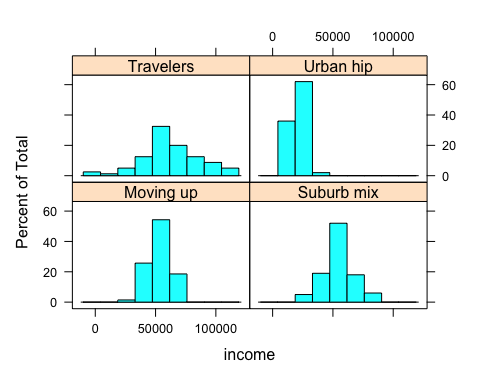 0 50000 100000
Travelers Urban hip
60
40
20
0
Moving up Suburb mix
60
40
20
0
0 50000 100000
Percent of Total
income